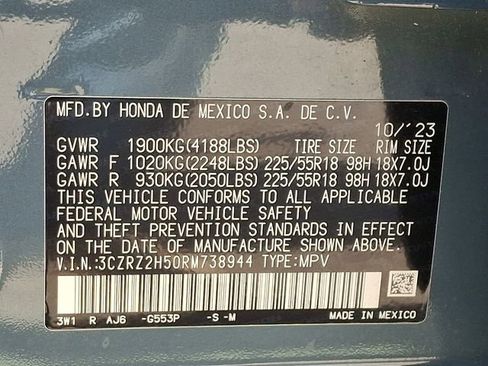 MFD. BY HONDA DE MEXICO S.A. DE C.V.
10/'23
GVWR 1900KG(4188LBS) TIRE SIZE RIM SIZE
GAWR F 1020KG(2248LBS) 225/55R18 98H 18X7.0J
GAWR R 930KG(2050LBS) 225/55R18 98H 18X7.0J
THIS VEHICLE CONFORMS TO ALL APPLICABLE
FEDERAL MOTOR VEHICLE SAFETY
AND THEFT PREVENTION STANDARDS IN EFFECT ON
THE DATE OF MANUFACTURE SHOWN ABOVE.
V.I.N.:3CZRZ2H50RM738944 TYPE:MPV
3W1 R AJ6 -G553P -S -M MADE IN MEXICO